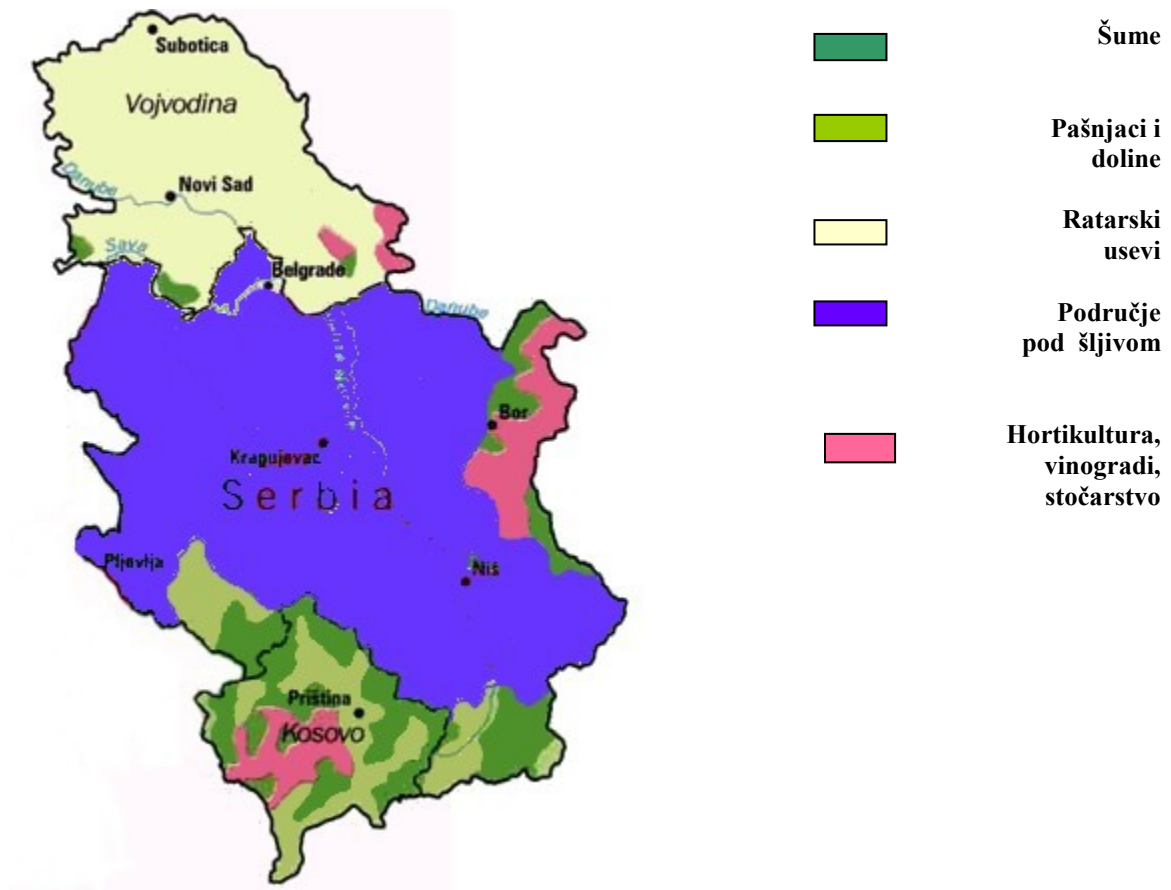 Subotica
Vojvodina
Danube
Novi Sad
Sava
Belgrade
Danube
Bor
Kragujevac
Serbia
Pljevlja
Niš
Priština
Kosovo
Šume
Pašnjaci i
doline
Ratarski
usevi
Područje
pod šljivom
Hortikultura,
vinogradi,
stočarstvo